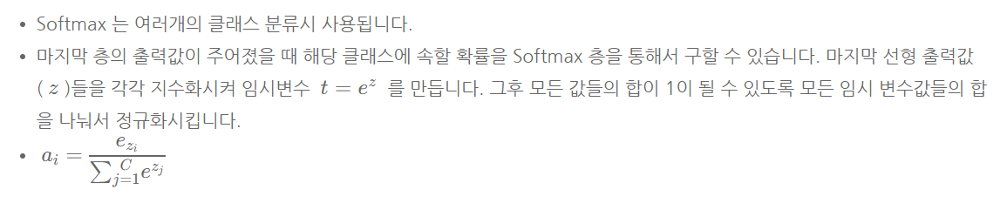 • Softmax 는 여러개의 클래스 분류시 사용됩니다.
• 마지막 층의 출력값이 주어졌을 때 해당 클래스에 속할 확률을 Softmax 층을 통해서 구할 수 있습니다. 마지막 선형 출력값
( $z$ )들을 각각 지수화시켜 임시변수 $t = e^z$ 를 만듭니다. 그후 모든 값들의 합이 1이 될 수 있도록 모든 임시 변수값들의 합
을 나눠서 정규화시킵니다.
• $a_i = \frac{e_{z_i}}{\sum_{j=1}^{C} e^{z_j}}$